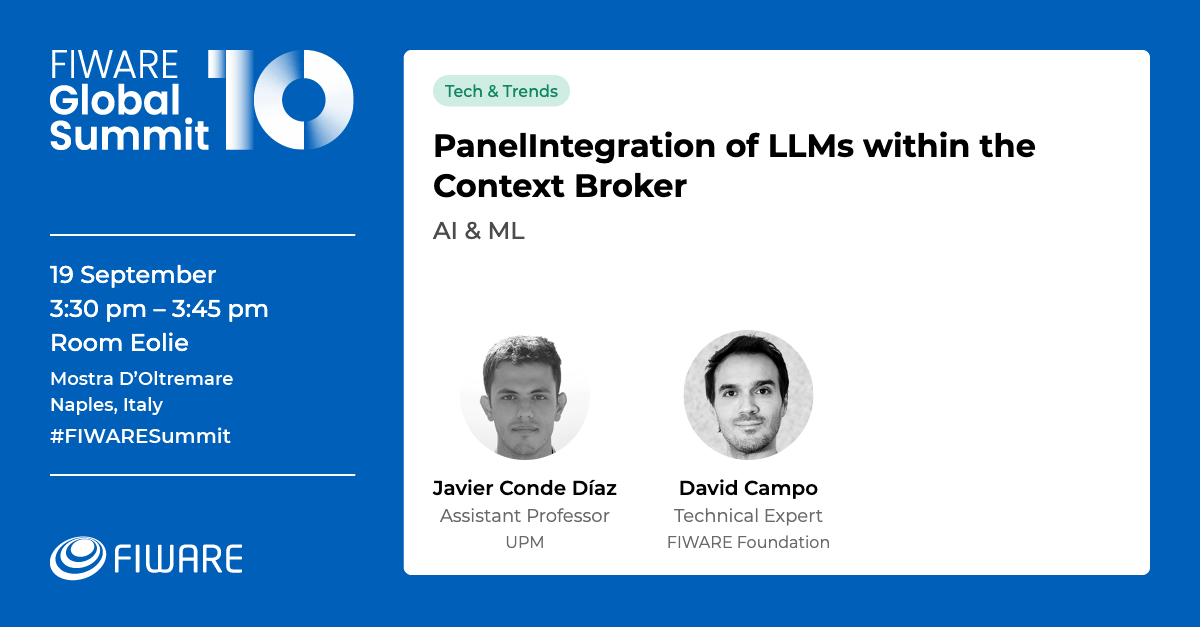 FIWARE
Global
Summit
10
19 September
3:30 pm – 3:45 pm
Room Eolie
Mostra D’Oltremare
Naples, Italy
#FIWARESummit
FIWARE
Tech & Trends
PanelIntegration of LLMs within the
Context Broker
AI & ML
Javier Conde Díaz
Assistant Professor
UPM
David Campo
Technical Expert
FIWARE Foundation